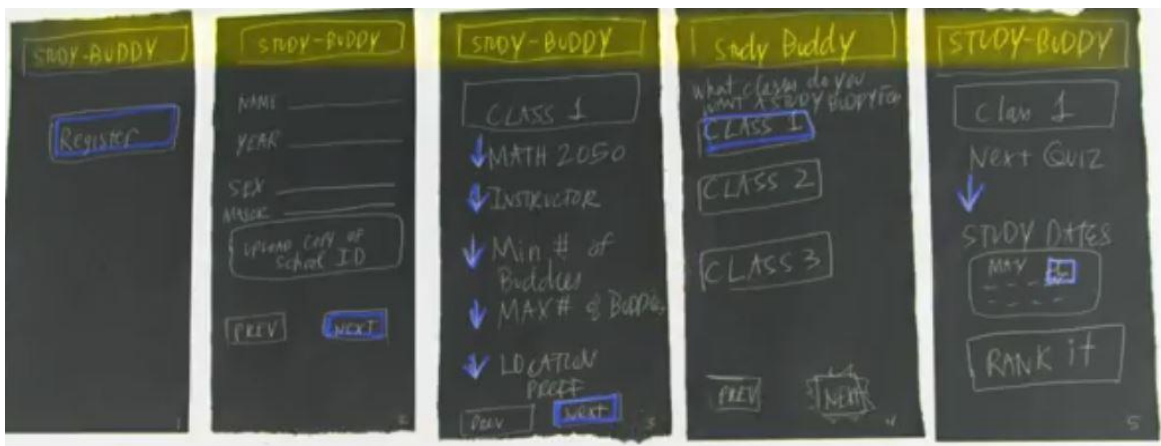 STUDY-BUDDY
Register
1
STUDY-BUDDY
NAME
YEAR
SEX
MAJOR
UPLOAD COPY OF
School ID
PREV
NEXT
2
STUDY-BUDDY
CLASS 1
MATH 2050
INSTRUCTOR
Min # of
Buddies
MAX # of BUDDIES
LOCATION
PREF
PREV
NEXT
3
Study Buddy
What classes do you
WANT A STUDY BUDDY FOR
CLASS 1
CLASS 2
CLASS 3
PREV
NEXT
4
STUDY-BUDDY
Class 1
Next Quiz
STUDY DATES
MAY
RANK it
5